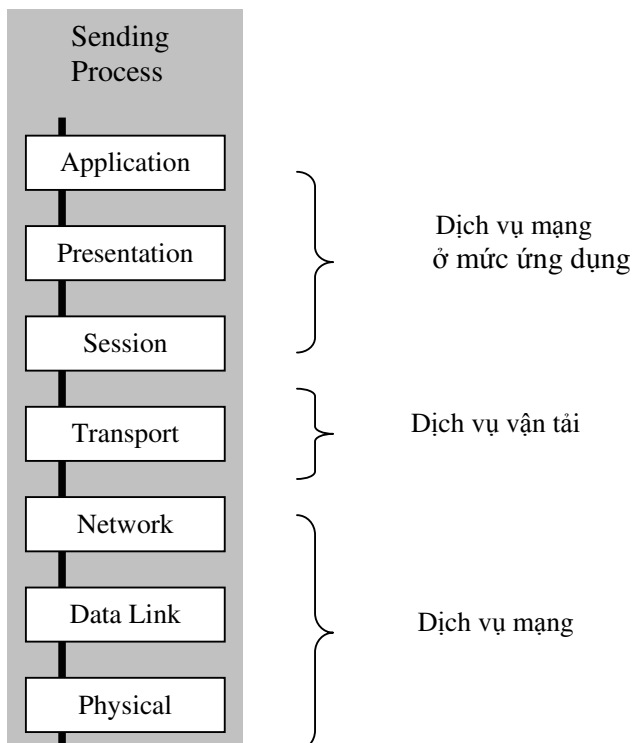 Sending
Process
Application
Presentation
Session
Transport
Network
Data Link
Physical
Dịch vụ mạng
ở mức ứng dụng
Dịch vụ vận tải
Dịch vụ mạng